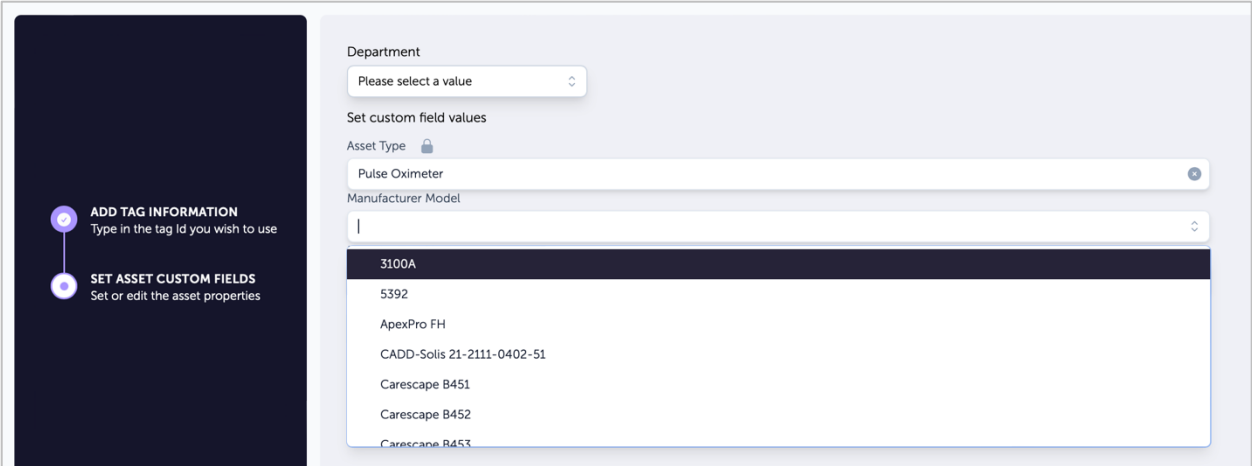 ADD TAG INFORMATION
Type in the tag Id you wish to use
SET ASSET CUSTOM FIELDS
Set or edit the asset properties
Department
Please select a value
Set custom field values
Asset Type
Pulse Oximeter
Manufacturer Model
3100A
5392
ApexPro FH
CADD-Solis 21-2111-0402-51
Carescape B451
Carescape B452
Carescape B453